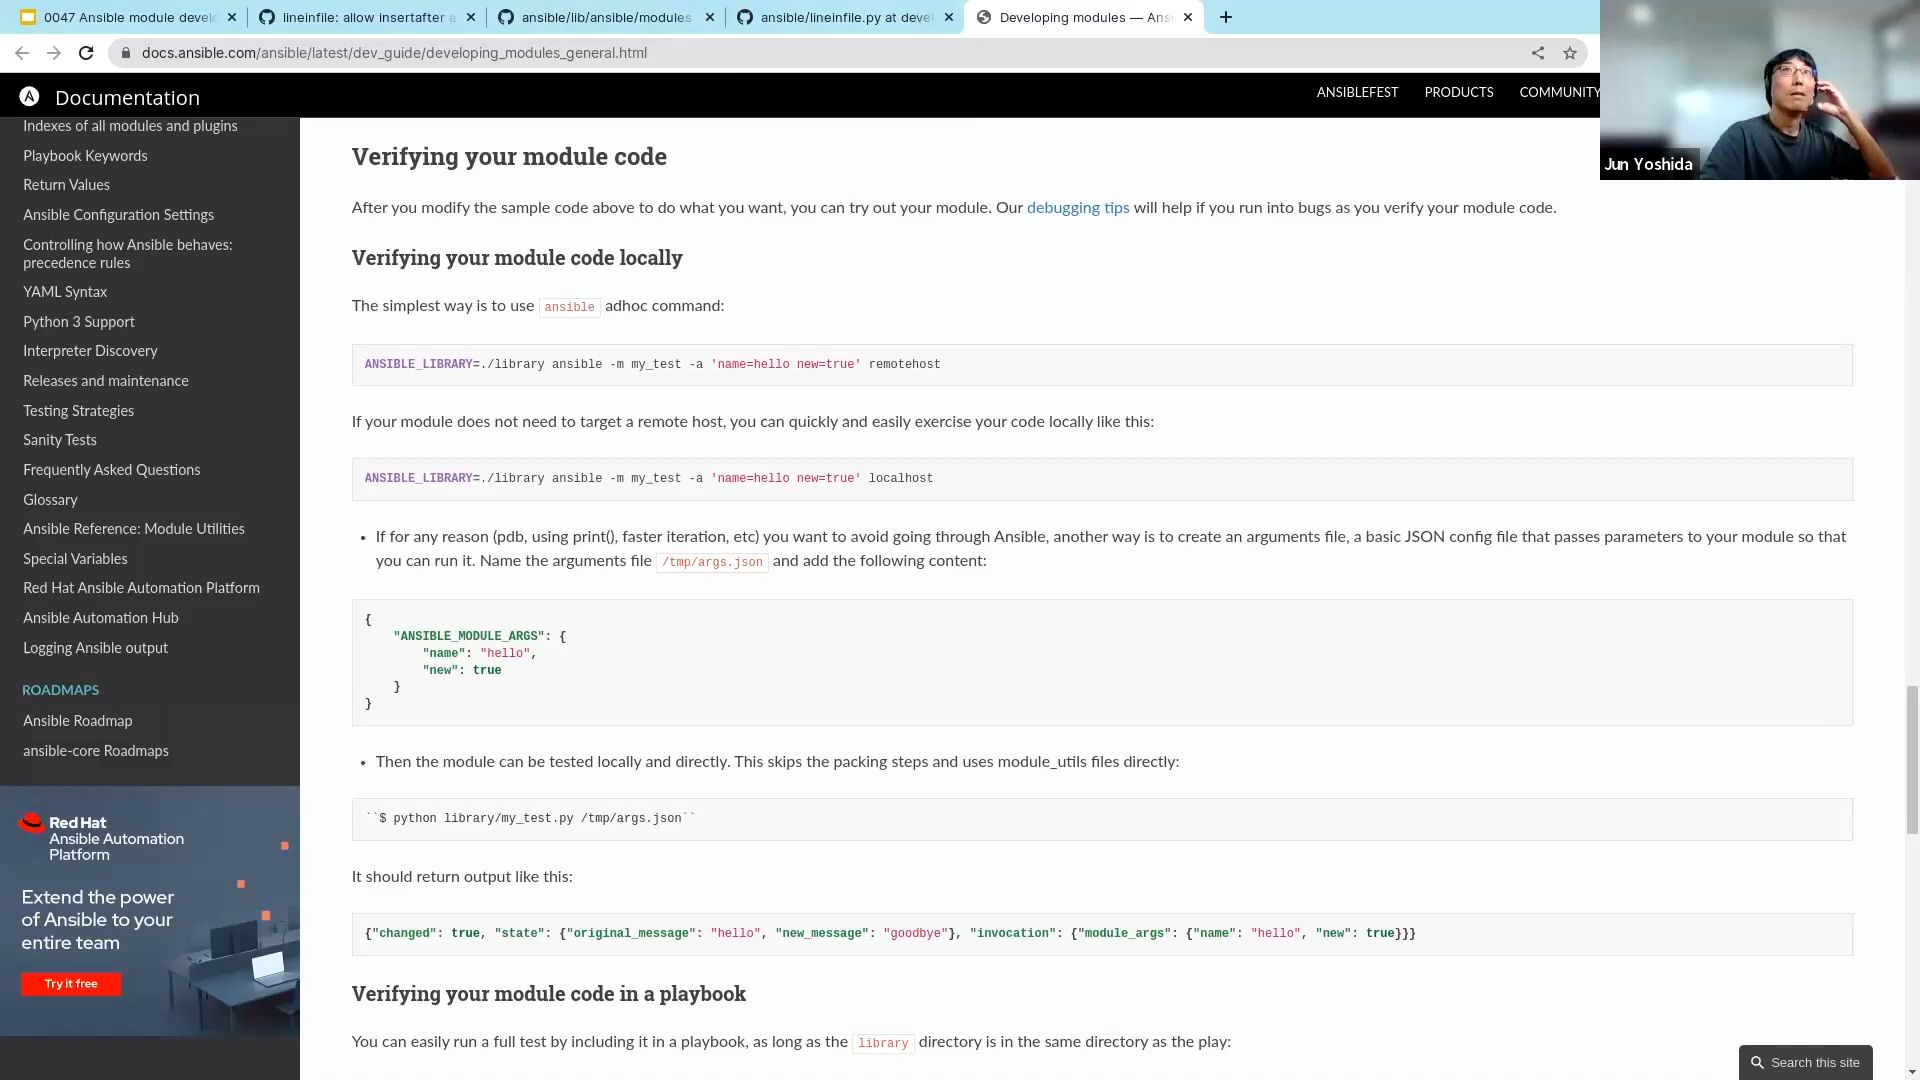 0047 Ansible module devel
lineinfile: allow insertafter a
ansible/lib/ansible/modules
ansible/lineinfile.py at devel
Developing modules — Ansi
docs.ansible.com/ansible/latest/dev_guide/developing_modules_general.html
Documentation
ANSIBLEFEST
PRODUCTS
COMMUNITY
Jun Yoshida
Indexes of all modules and plugins
Playbook Keywords
Return Values
Ansible Configuration Settings
Controlling how Ansible behaves:
precedence rules
YAML Syntax
Python 3 Support
Interpreter Discovery
Releases and maintenance
Testing Strategies
Sanity Tests
Frequently Asked Questions
Glossary
Ansible Reference: Module Utilities
Special Variables
Red Hat Ansible Automation Platform
Ansible Automation Hub
Logging Ansible output
ROADMAPS
Ansible Roadmap
ansible-core Roadmaps
Red Hat
Ansible Automation
Platform
Extend the power
of Ansible to your
entire team
Try it free
Verifying your module code
After you modify the sample code above to do what you want, you can try out your module. Our debugging tips will help if you run into bugs as you verify your module code.
Verifying your module code locally
The simplest way is to use ansible adhoc command:
ANSIBLE_LIBRARY=./library ansible -m my_test -a 'name=hello new=true' remotehost
If your module does not need to target a remote host, you can quickly and easily exercise your code locally like this:
ANSIBLE_LIBRARY=./library ansible -m my_test -a 'name=hello new=true' localhost
• If for any reason (pdb, using print(), faster iteration, etc) you want to avoid going through Ansible, another way is to create an arguments file, a basic JSON config file that passes parameters to your module so that
you can run it. Name the arguments file /tmp/args.json and add the following content:
{
"ANSIBLE_MODULE_ARGS": {
"name": "hello",
"new": true
}
}
• Then the module can be tested locally and directly. This skips the packing steps and uses module_utils files directly:
``$ python library/my_test.py /tmp/args.json``
It should return output like this:
{"changed": true, "state": {"original_message": "hello", "new_message": "goodbye"}, "invocation": {"module_args": {"name": "hello", "new": true}}}
Verifying your module code in a playbook
You can easily run a full test by including it in a playbook, as long as the library directory is in the same directory as the play:
Search this site